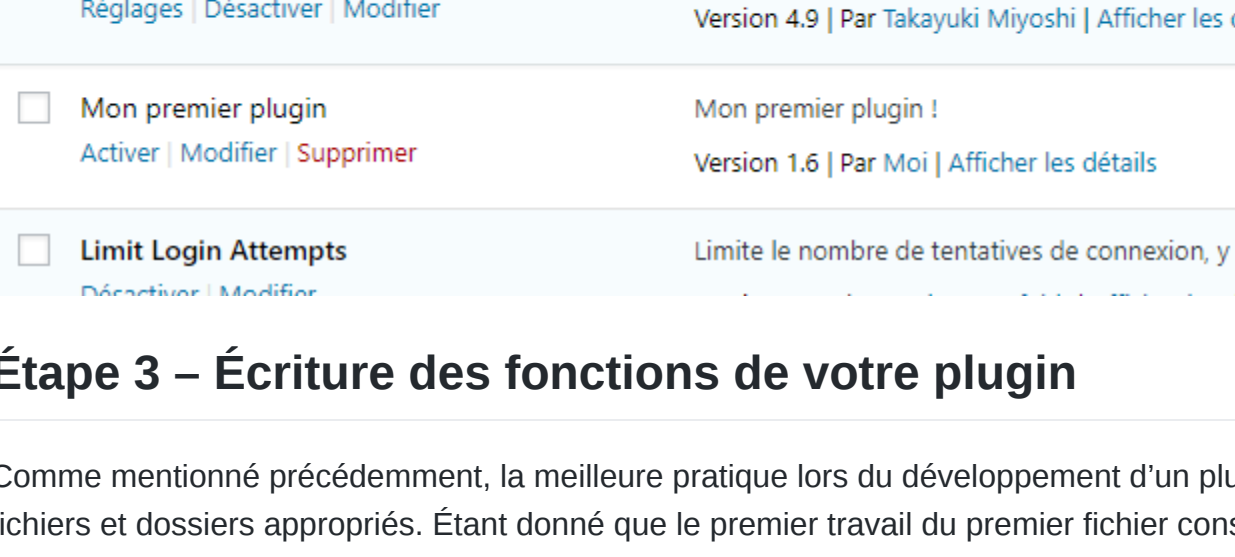 Réglages | Désactiver | Modifier
Version 4.9 | Par Takayuki Miyoshi | Afficher les
Mon premier plugin
Mon premier plugin !
Activer | Modifier | Supprimer
Version 1.6 | Par Moi | Afficher les détails
Limit Login Attempts
Limite le nombre de tentatives de connexion, y
Désactiver | Modifier
Étape 3 – Écriture des fonctions de votre plugin
Comme mentionné précédemment, la meilleure pratique lors du développement d’un plu
ichiers et dossiers appropriés. Étant donné que le premier travail du premier fichier cons